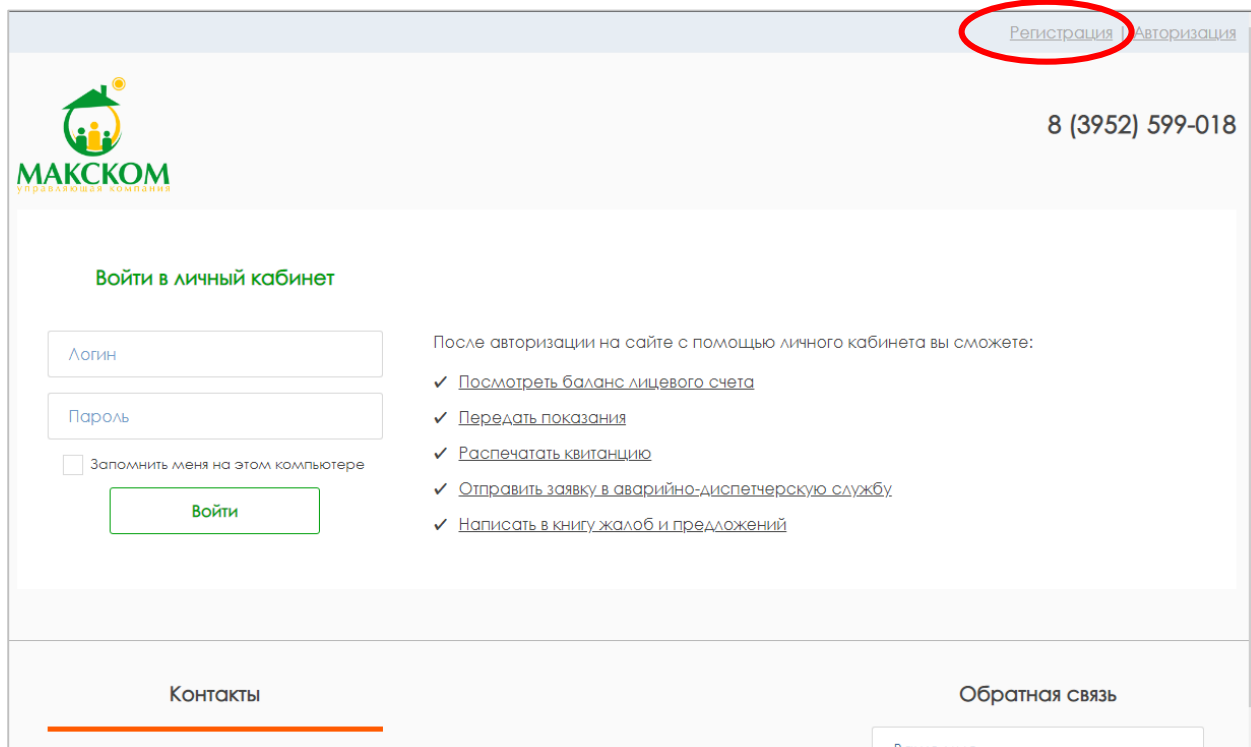 Регистрация | Авторизация
МАКСКОМ
управляющая компания
8 (3952) 599-018
Войти в личный кабинет
Логин
Пароль
Запомнить меня на этом компьютере
Войти
После авторизации на сайте с помощью личного кабинета вы сможете:
✓ Посмотреть баланс лицевого счета
✓ Передать показания
✓ Распечатать квитанцию
✓ Отправить заявку в аварийно-диспетчерскую службу
✓ Написать в книгу жалоб и предложений
Контакты
Обратная связь